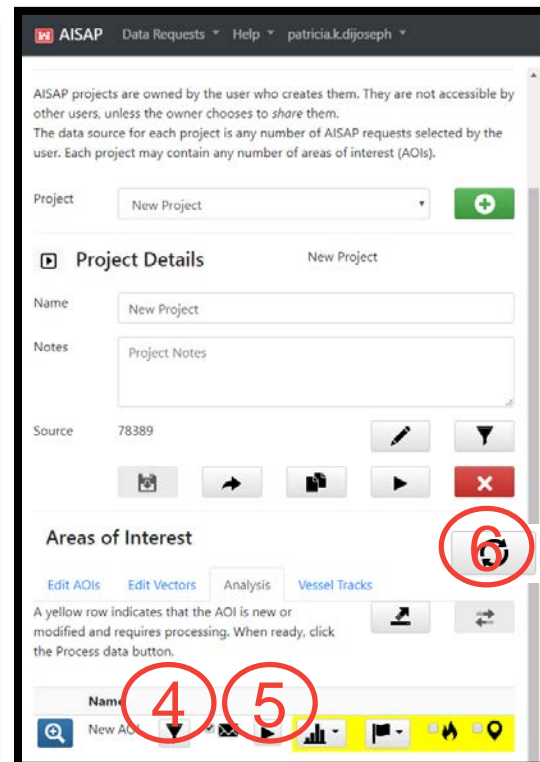 AISAP Data Requests Help patricia.k.dijoseph
AISAP projects are owned by the user who creates them. They are not accessible by
other users, unless the owner chooses to share them.
The data source for each project is any number of AISAP requests selected by the
user. Each project may contain any number of areas of interest (AOIs).
Project New Project
Project Details New Project
Name New Project
Notes Project Notes
Source 78389
Areas of Interest
6
Edit AOIs Edit Vectors Analysis Vessel Tracks
A yellow row indicates that the AOI is new or
modified and requires processing. When ready, click
the Process data button.
4 5
New AOI